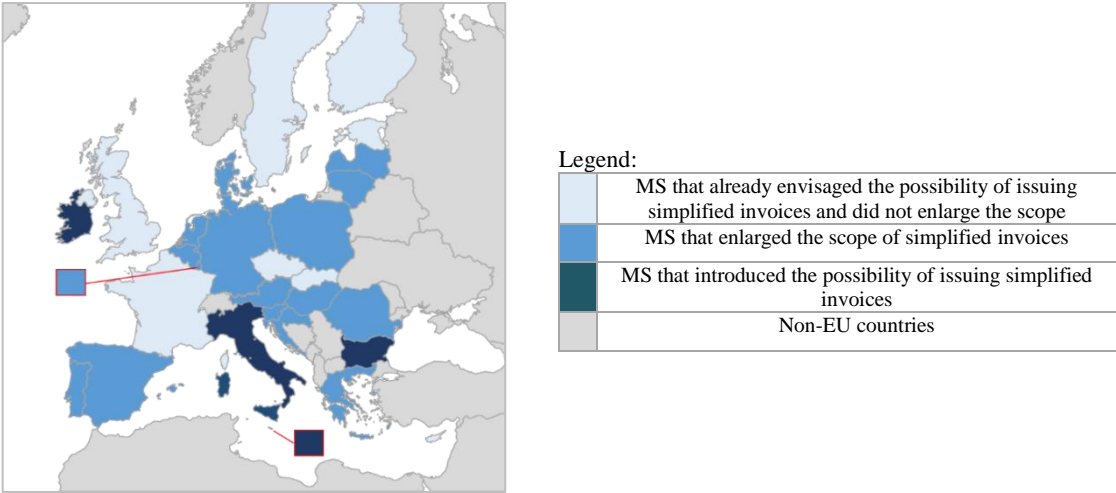 Legend:
MS that already envisaged the possibility of issuing
simplified invoices and did not enlarge the scope
MS that enlarged the scope of simplified invoices
MS that introduced the possibility of issuing simplified
invoices
Non-EU countries